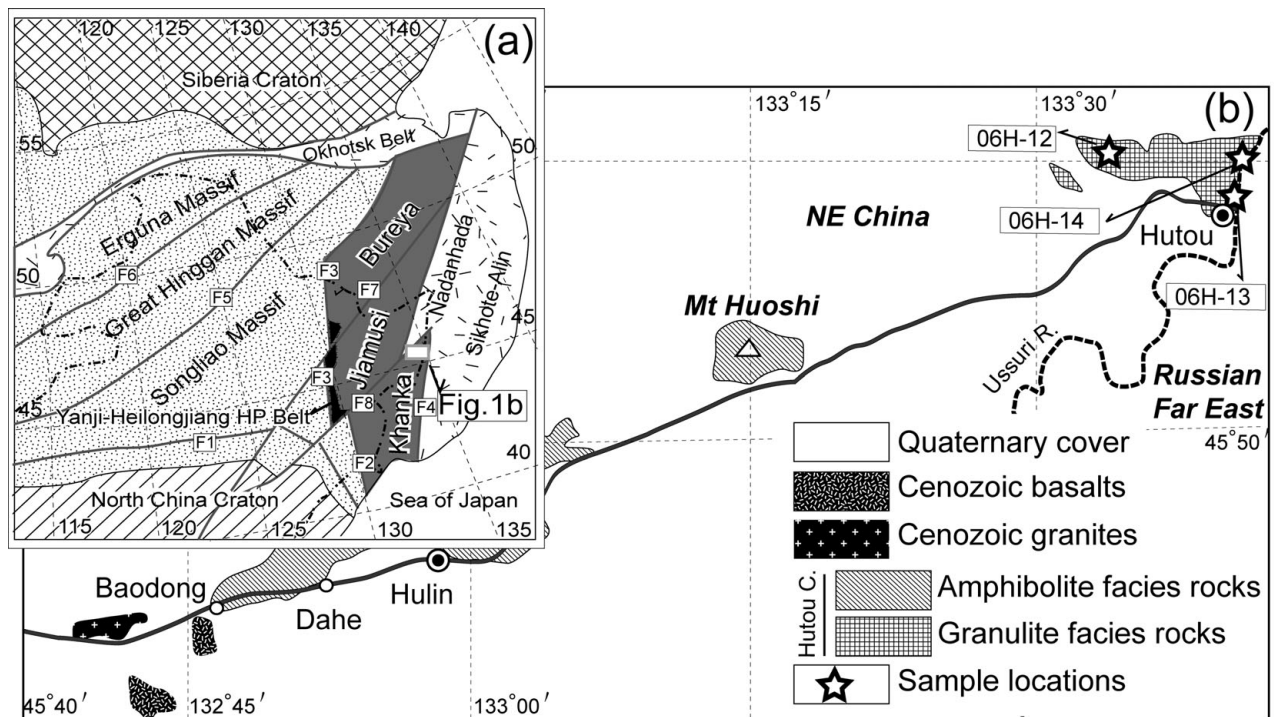 120
125
130
135
140
(a)
Siberia Craton
55
Okhotsk Belt
50
Erguna Massif
Great Hinggan Massif
Songliao Massif
Bureya
Nadanhada
Sikhote-Alin
Jiamusi
Khanka
50
F6
F5
F3
F7
45
F3
F8
F4
Fig.1b
45
Yanji-Heilongjiang HP Belt
F1
F2
40
North China Craton
Sea of Japan
115
120
125
130
135
133°15′
133°30′
(b)
06H-12
NE China
06H-14
Hutou
06H-13
Mt Huoshi
Ussuri R.
Russian
Far East
45°50′
Quaternary cover
Cenozoic basalts
Cenozoic granites
Hutou C.
Amphibolite facies rocks
Granulite facies rocks
Sample locations
Baodong
Dahe
Hulin
45°40′
132°45′
133°00′